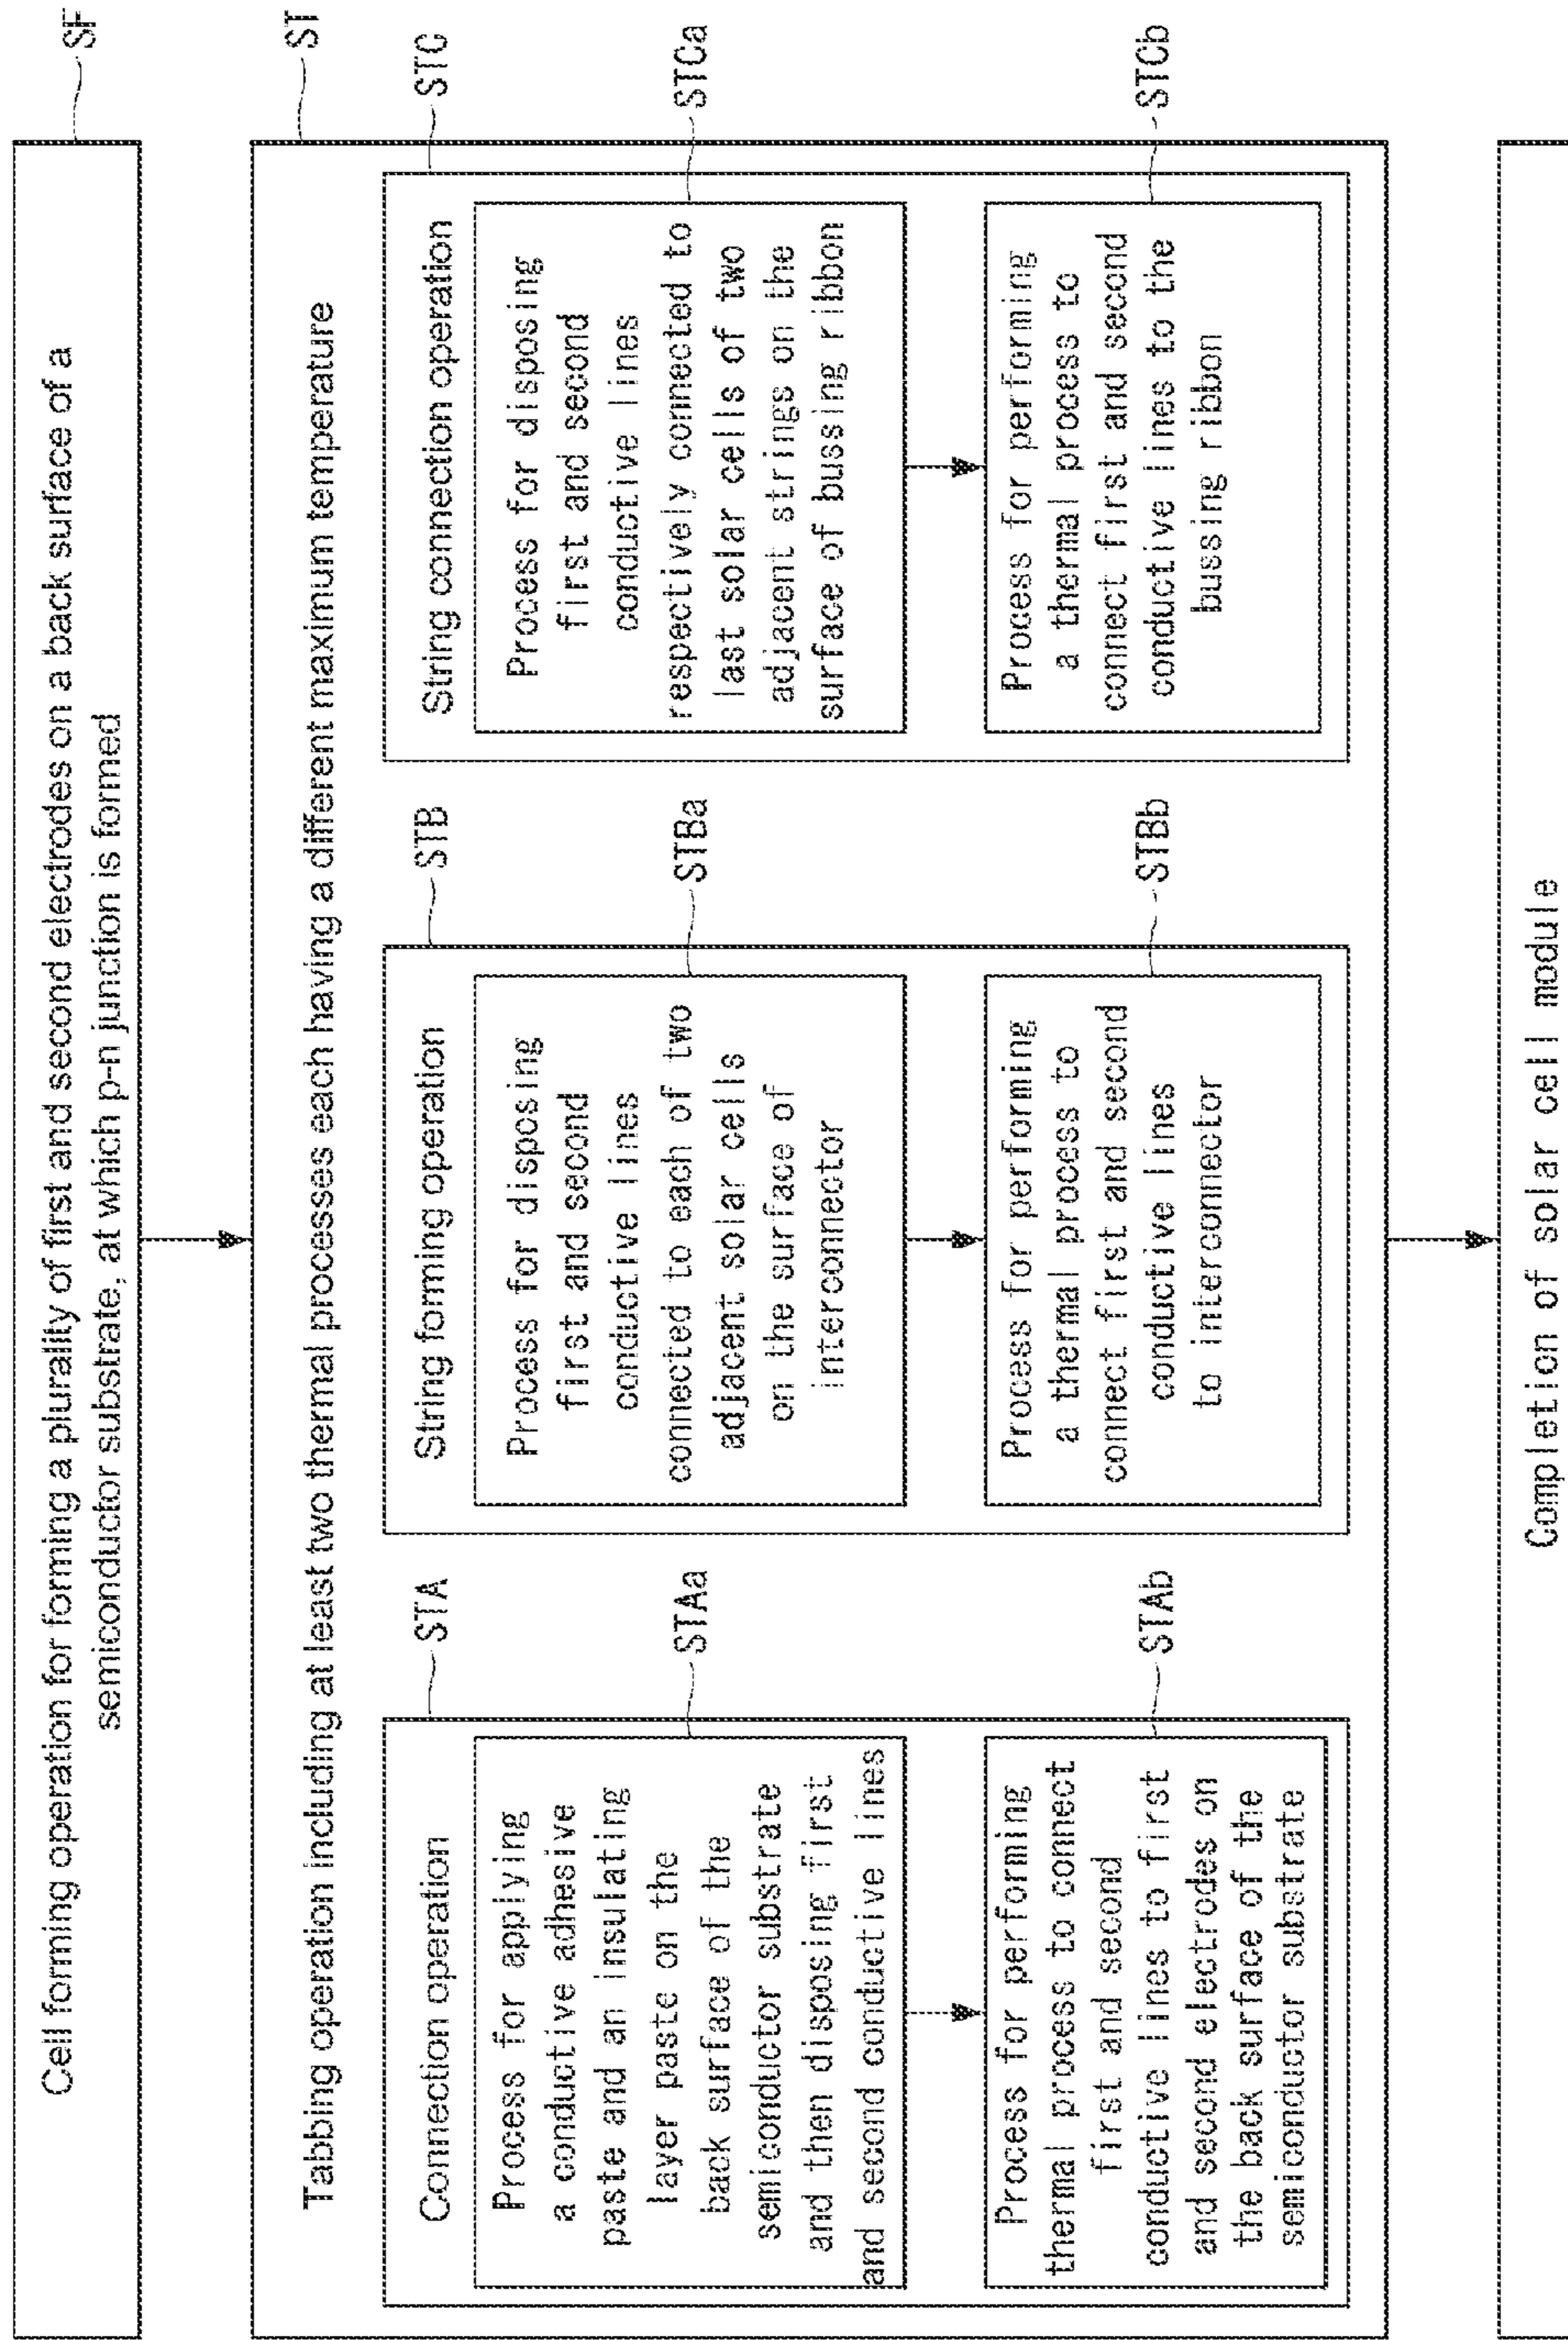 Cell forming operation for forming a plurality of first and second electrodes on a back surface of a
semiconductor substrate, at which p-n junction is formed
SF
Tabbing operation including at least two thermal processes each having a different maximum temperature
ST
Connection operation
STA
Process for applying
a conductive adhesive
paste and an insulating
layer paste on the
back surface of the
semiconductor substrate
and then disposing first
and second conductive lines
STAa
Process for performing
thermal process to connect
first and second
conductive lines to first
and second electrodes on
the back surface of the
semiconductor substrate
STAb
String forming operation
STB
Process for disposing
first and second
conductive lines
connected to each of two
adjacent solar cells
on the surface of
interconnector
STBa
Process for performing
a thermal process to
connect first and second
conductive lines
to interconnector
STBb
String connection operation
STC
Process for disposing
first and second
conductive lines
respectively connected to
last solar cells of two
adjacent strings on the
surface of bussing ribbon
STCa
Process for performing
a thermal process to
connect first and second
conductive lines to the
bussing ribbon
STCb
Completion of solar cell module